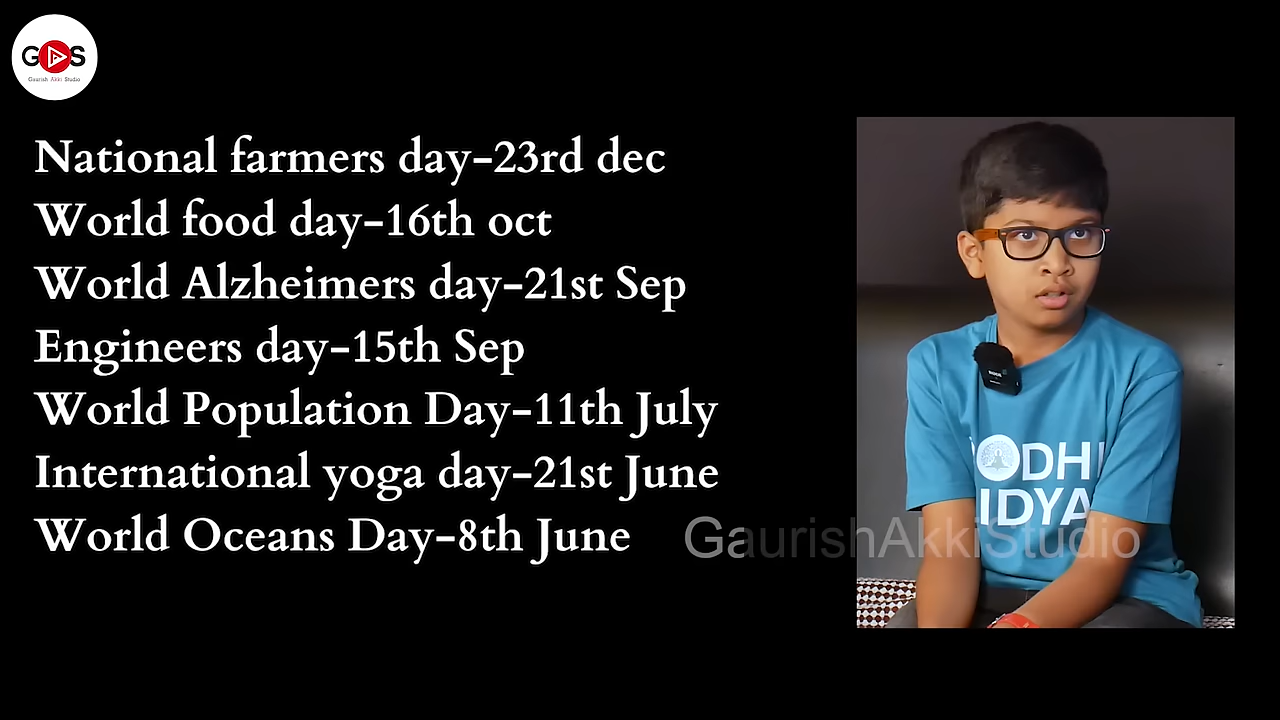 GAS
Gaurish Akki Studio
National farmers day-23rd dec
World food day-16th oct
World Alzheimers day-21st Sep
Engineers day-15th Sep
World Population Day-11th July
International yoga day-21st June
World Oceans Day-8th June
ODH
IDYA
GaurishAkkiStudio